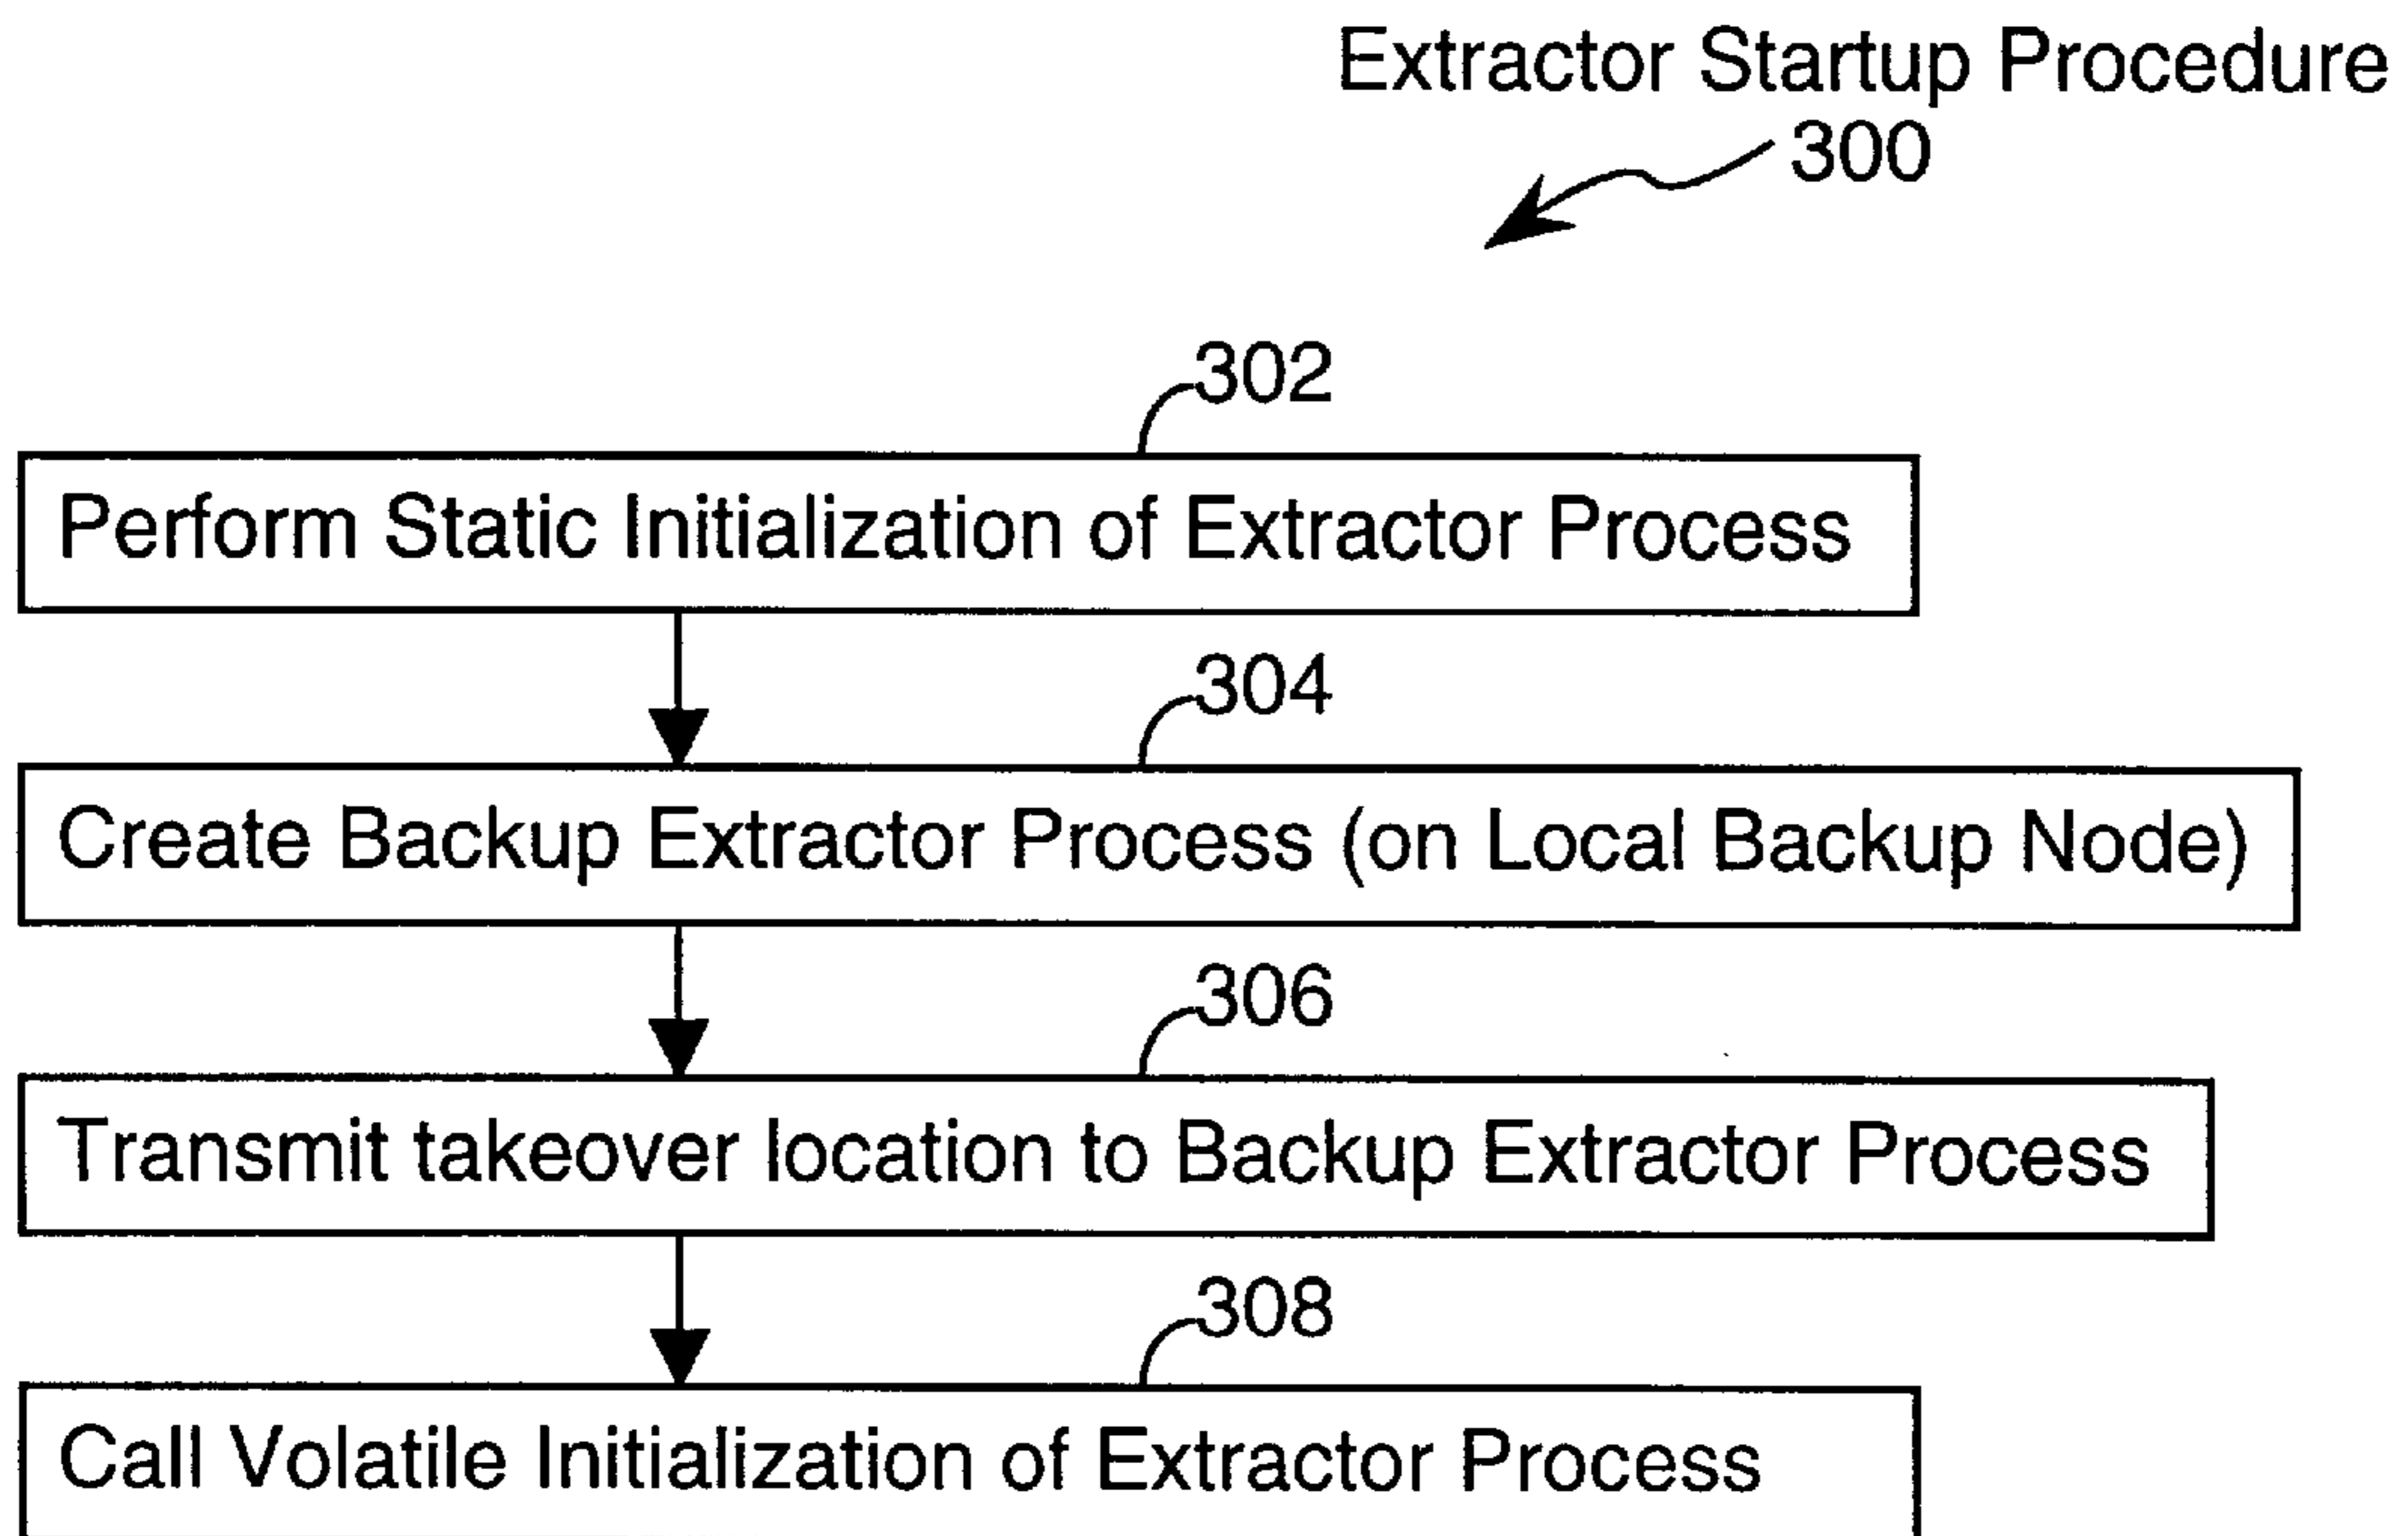 Extractor Startup Procedure
300
302
Perform Static Initialization of Extractor Process
304
Create Backup Extractor Process (on Local Backup Node)
306
Transmit takeover location to Backup Extractor Process
308
Call Volatile Initialization of Extractor Process